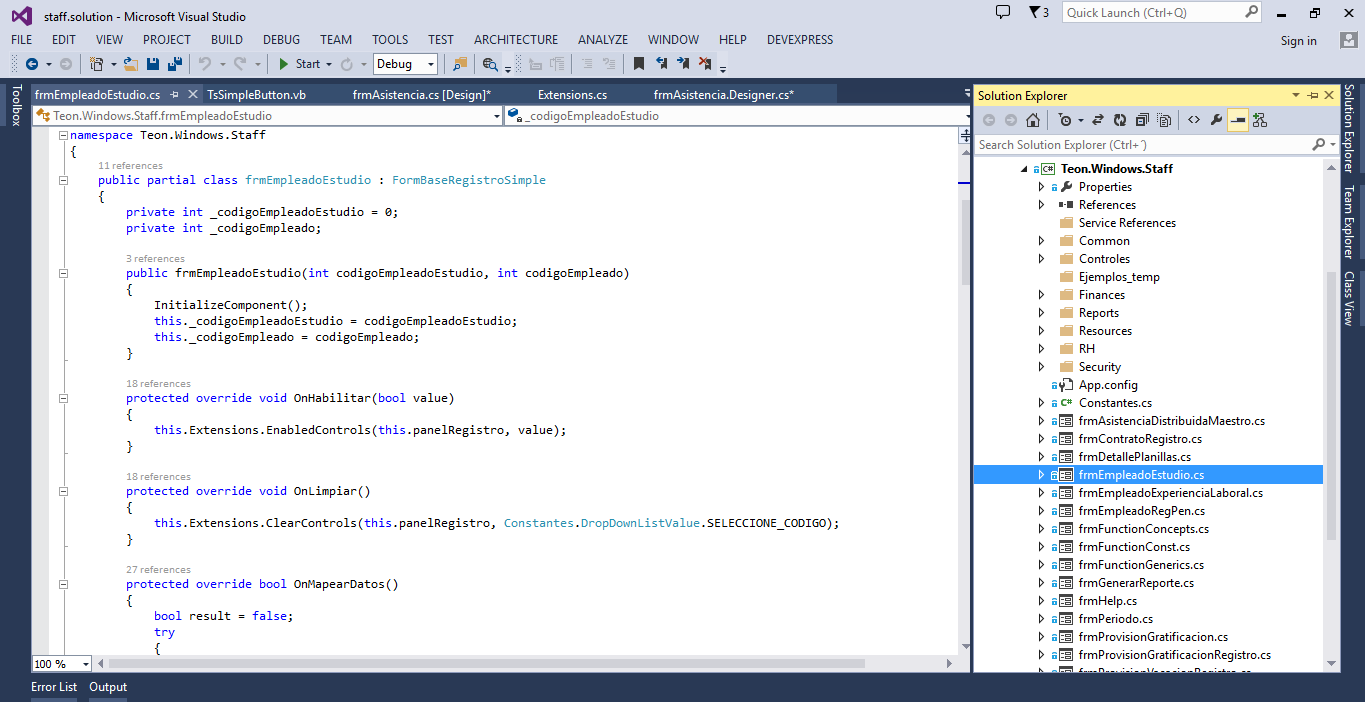 staff.solution - Microsoft Visual Studio
3
Quick Launch (Ctrl+Q)
FILE EDIT VIEW PROJECT BUILD DEBUG TEAM TOOLS TEST ARCHITECTURE ANALYZE WINDOW HELP DEVEXPRESS
Sign in
Start
Debug
Toolbox
frmEmpleadoEstudio.cs
TsSimpleButton.vb
frmAsistencia.cs [Design]*
Extensions.cs
frmAsistencia.Designer.cs*
Teon.Windows.Staff.frmEmpleadoEstudio
_codigoEmpleadoEstudio
namespace Teon.Windows.Staff
{
11 references
public partial class frmEmpleadoEstudio : FormBaseRegistroSimple
{
private int _codigoEmpleadoEstudio = 0;
private int _codigoEmpleado;
3 references
public frmEmpleadoEstudio(int codigoEmpleadoEstudio, int codigoEmpleado)
{
InitializeComponent();
this._codigoEmpleadoEstudio = codigoEmpleadoEstudio;
this._codigoEmpleado = codigoEmpleado;
}
18 references
protected override void OnHabilitar(bool value)
{
this.Extensions.EnabledControls(this.panelRegistro, value);
}
18 references
protected override void OnLimpiar()
{
this.Extensions.ClearControls(this.panelRegistro, Constantes.DropDownListValue.SELECCIONE_CODIGO);
}
27 references
protected override bool OnMapearDatos()
{
bool result = false;
try
{
100 %
Error List Output
Solution Explorer
Search Solution Explorer (Ctrl+´)
C# Teon.Windows.Staff
Properties
References
Service References
Common
Controles
Ejemplos_temp
Finances
Reports
Resources
RH
Security
App.config
C# Constantes.cs
frmAsistenciaDistribuidaMaestro.cs
frmContratoRegistro.cs
frmDetallePlanillas.cs
frmEmpleadoEstudio.cs
frmEmpleadoExperienciaLaboral.cs
frmEmpleadoRegPen.cs
frmFunctionConcepts.cs
frmFunctionConst.cs
frmFunctionGenerics.cs
frmGenerarReporte.cs
frmHelp.cs
frmPeriodo.cs
frmProvisionGratificacion.cs
frmProvisionGratificacionRegistro.cs
frmProvisionVacacionRegistro.cs
Solution Explorer
Team Explorer
Class View